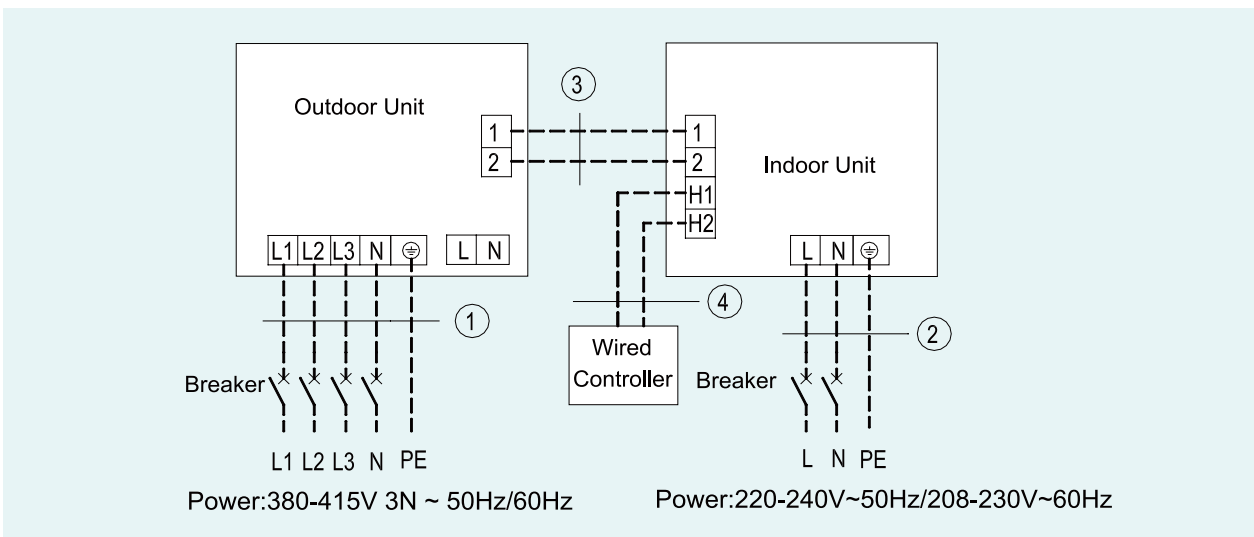 ③
Outdoor Unit
1 1
2 2
Indoor Unit
H1
H2
L1 L2 L3 N ⏚ L N
L N ⏚
④
①
②
Wired
Controller
Breaker
Breaker
L1 L2 L3 N PE
L N PE
Power:380-415V 3N ~ 50Hz/60Hz
Power:220-240V~50Hz/208-230V~60Hz